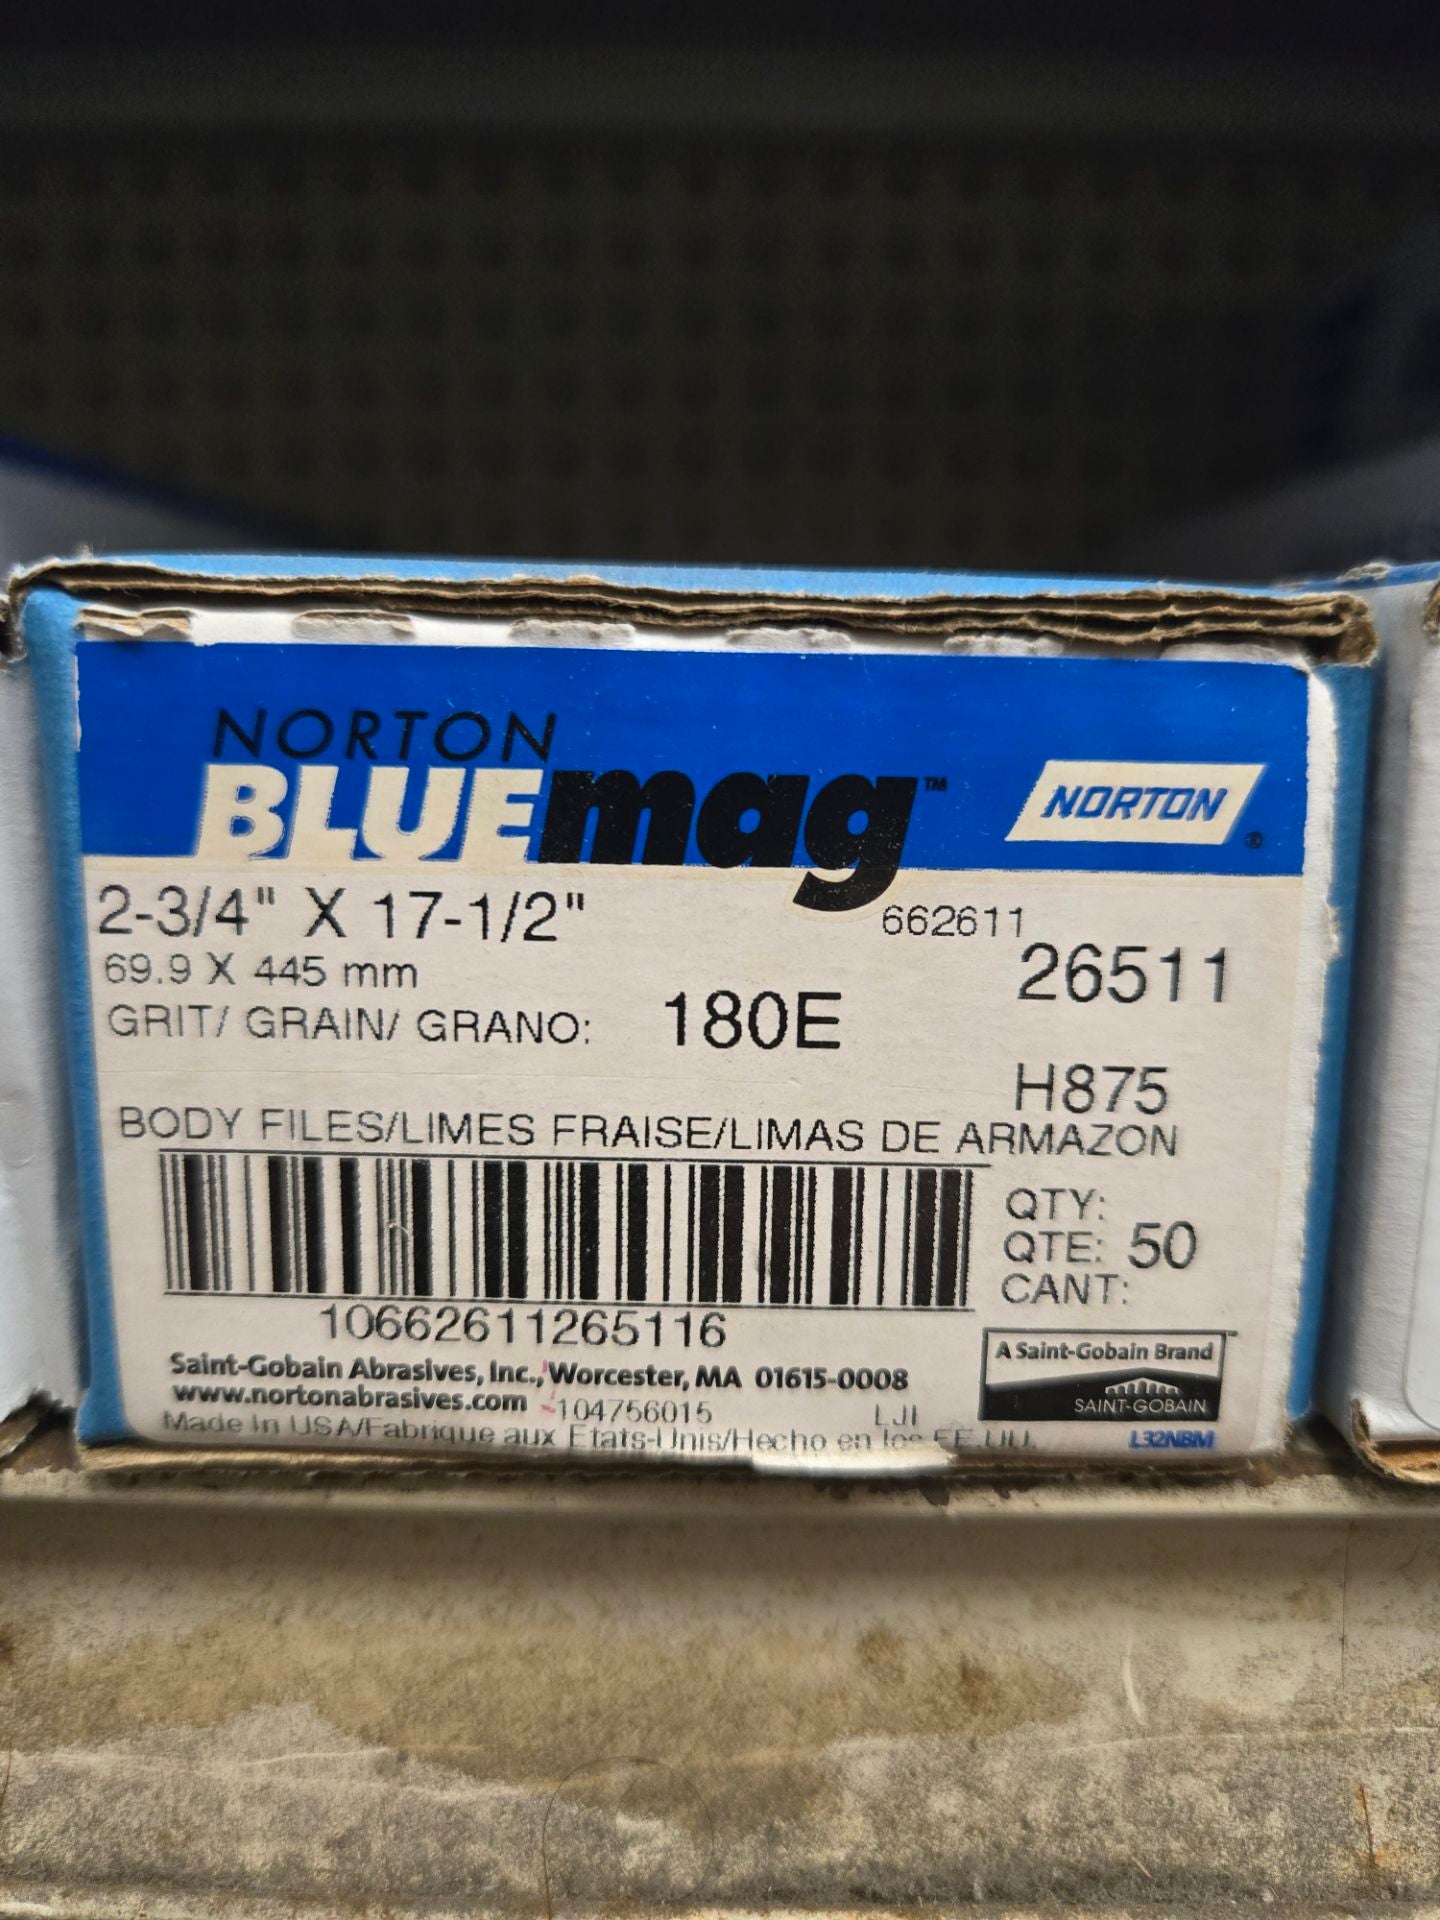 NORTON
BLUEmag™
NORTON®
2-3/4" X 17-1/2"
662611
69.9 X 445 mm
26511
GRIT/ GRAIN/ GRANO: 180E
H875
BODY FILES/LIMES FRAISE/LIMAS DE ARMAZON
QTY:
QTE: 50
CANT:
10662611265116
Saint-Gobain Abrasives, Inc., Worcester, MA 01615-0008
www.nortonabrasives.com 104756015 LJI
Made In USA/Fabrique aux Etats-Unis/Hecho en los EE.UU.
A Saint-Gobain Brand™
SAINT-GOBAIN
L32NBM